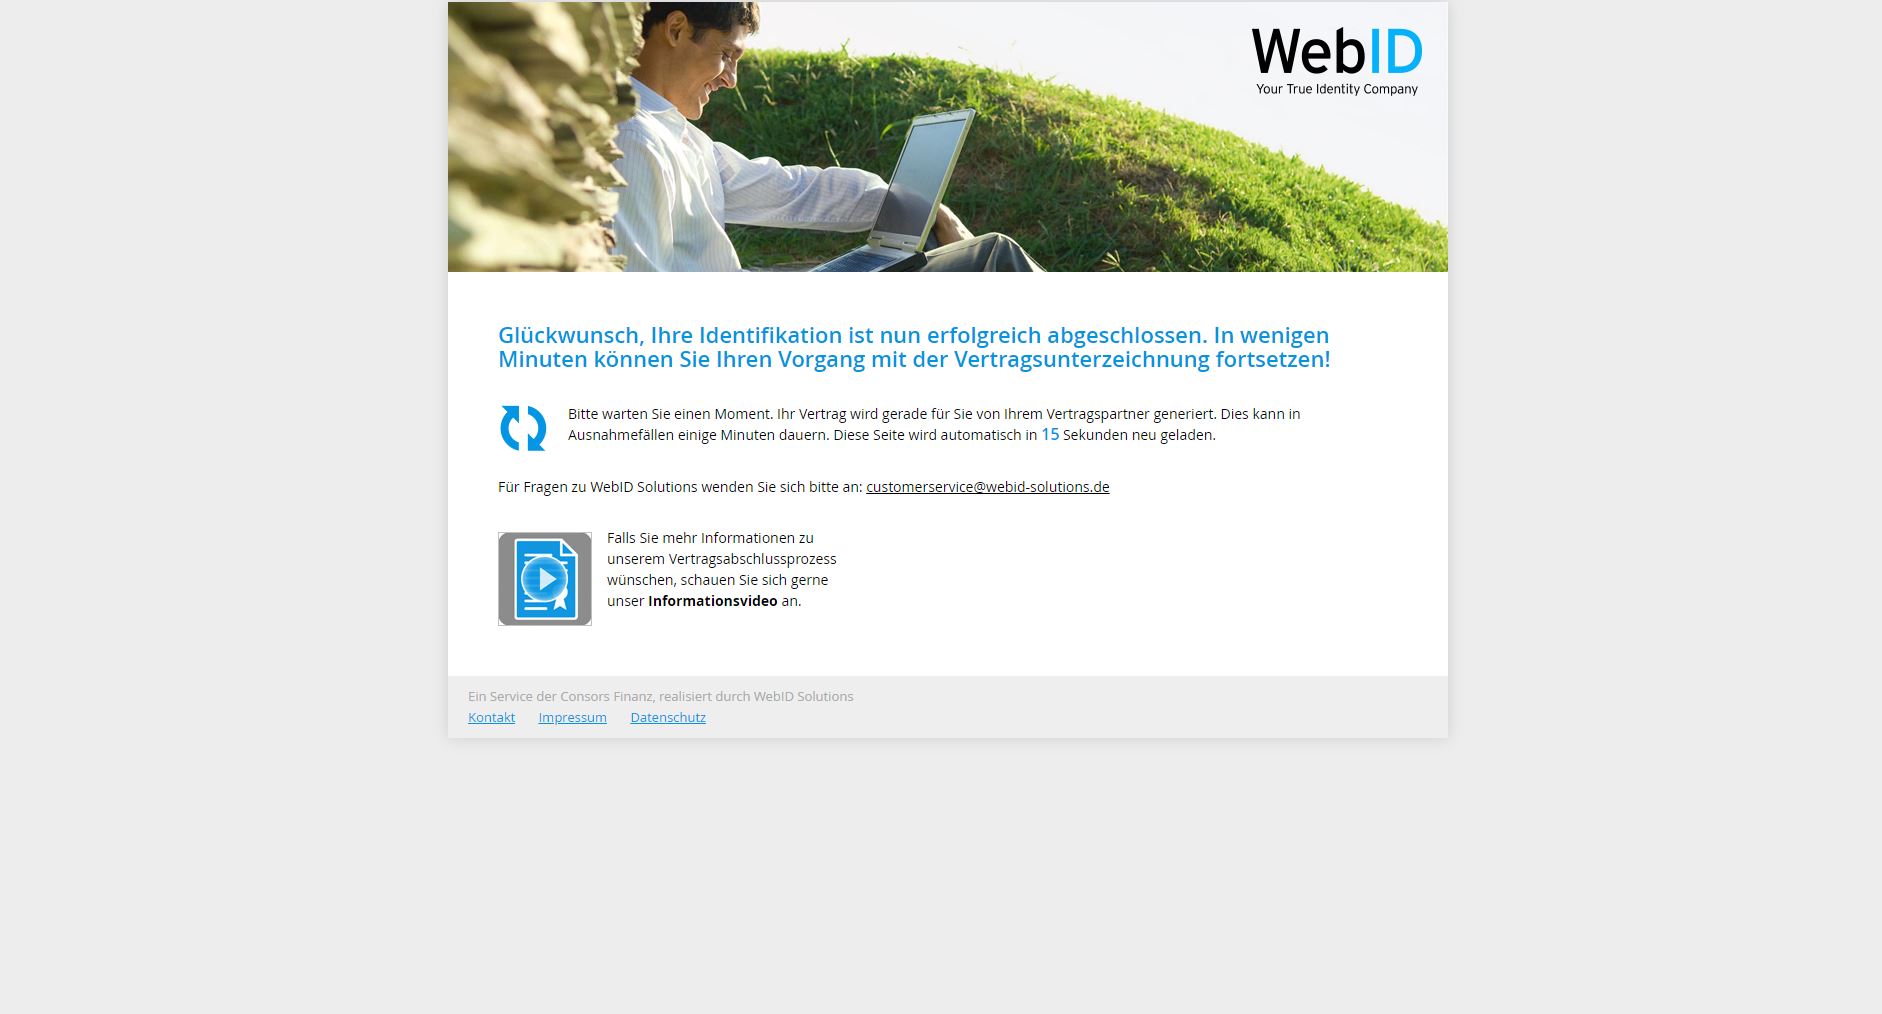 WebID
Your True Identity Company
Glückwunsch, Ihre Identifikation ist nun erfolgreich abgeschlossen. In wenigen
Minuten können Sie Ihren Vorgang mit der Vertragsunterzeichnung fortsetzen!
Bitte warten Sie einen Moment. Ihr Vertrag wird gerade für Sie von Ihrem Vertragspartner generiert. Dies kann in
Ausnahmefällen einige Minuten dauern. Diese Seite wird automatisch in 15 Sekunden neu geladen.
Für Fragen zu WebID Solutions wenden Sie sich bitte an: customerservice@webid-solutions.de
Falls Sie mehr Informationen zu
unserem Vertragsabschlussprozess
wünschen, schauen Sie sich gerne
unser Informationsvideo an.
Ein Service der Consors Finanz, realisiert durch WebID Solutions
Kontakt Impressum Datenschutz